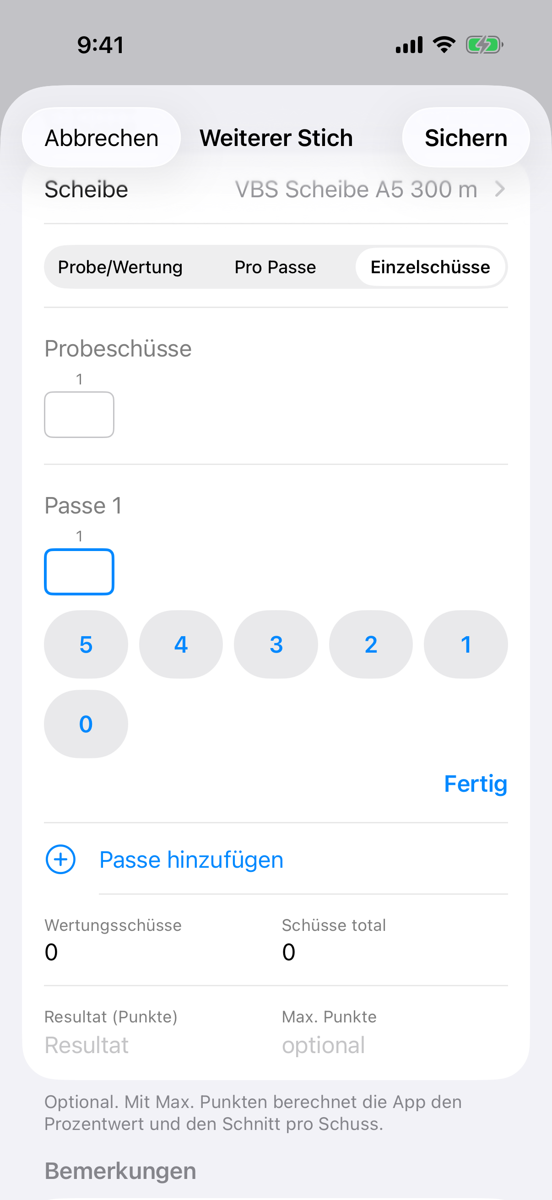 9:41
Abbrechen Weiterer Stich Sichern
Scheibe VBS Scheibe A5 300 m
Probe/Wertung Pro Passe Einzelschüsse
Probeschüsse
1
Passe 1
1
5 4 3 2 1
0
Fertig
Passe hinzufügen
Wertungsschüsse Schüsse total
0 0
Resultat (Punkte) Max. Punkte
Resultat optional
Optional. Mit Max. Punkten berechnet die App den
Prozentwert und den Schnitt pro Schuss.
Bemerkungen